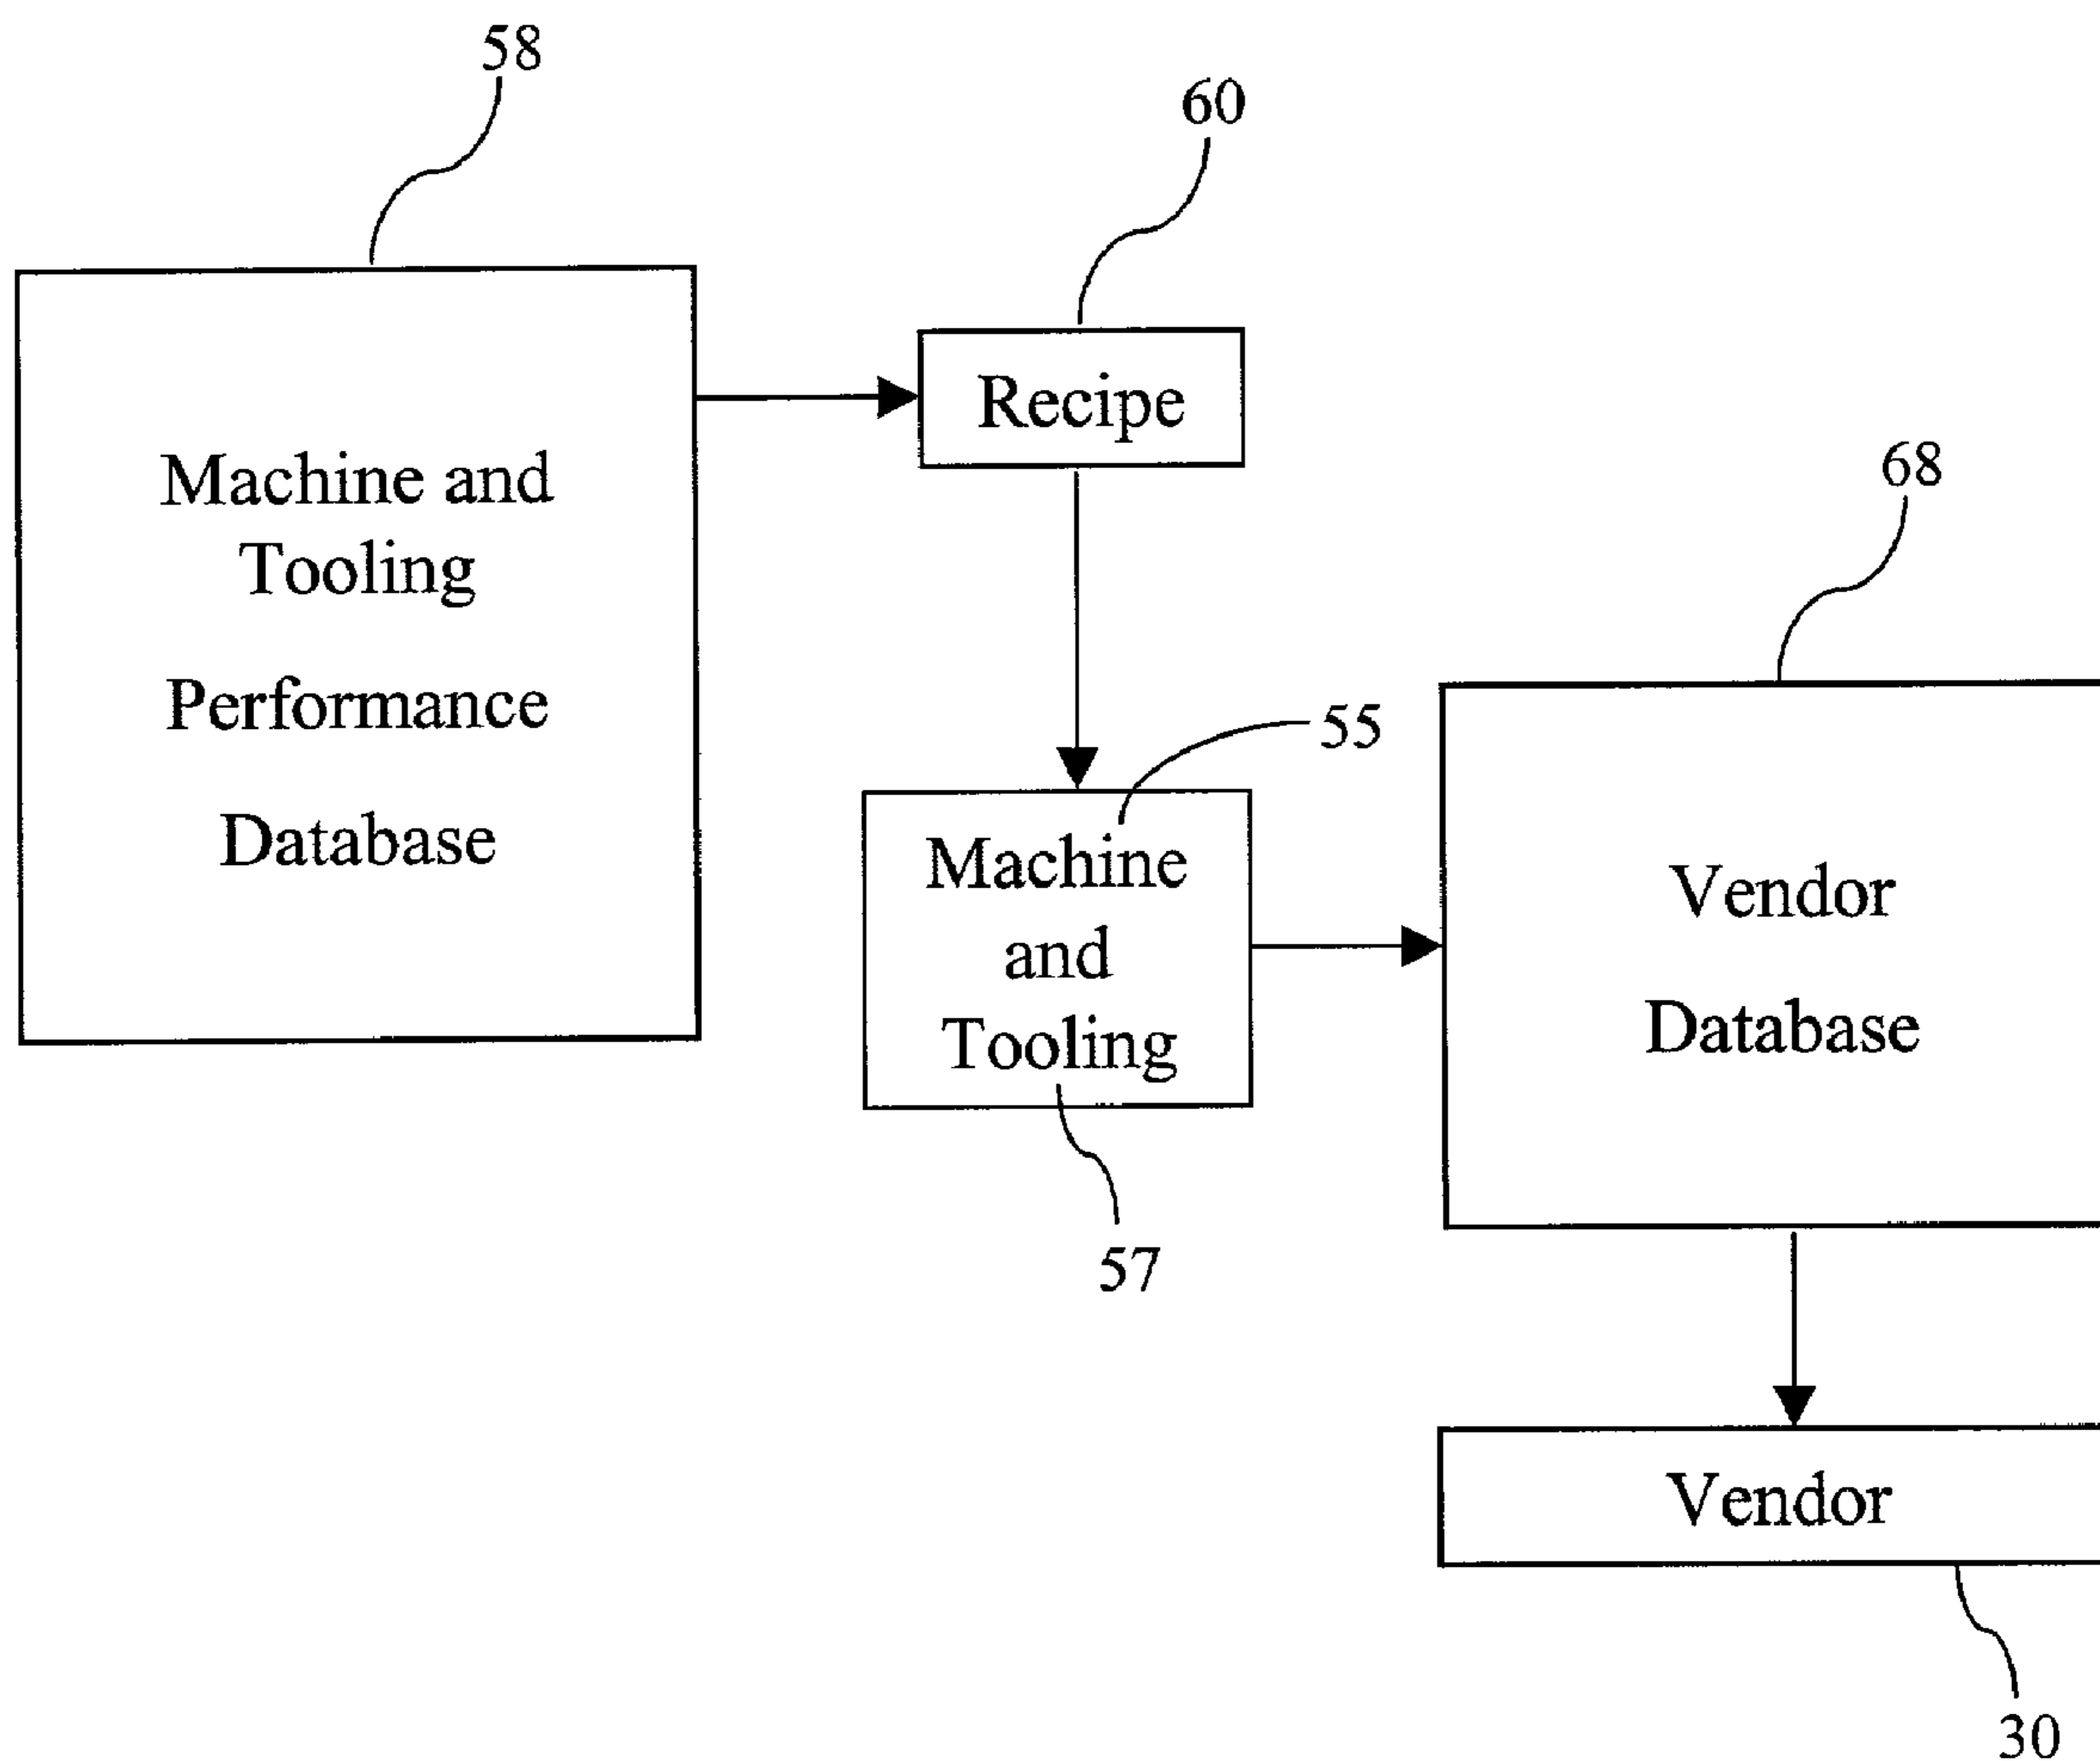 58
60
Recipe
Machine and
Tooling
Performance
Database
68
55
Machine
and
Tooling
57
Vendor
Database
Vendor
30